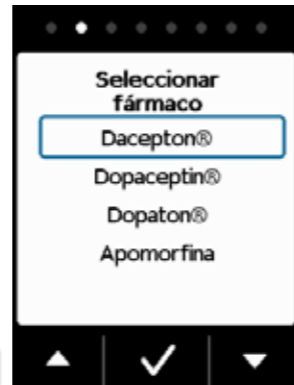 Seleccionar
fármaco
Dacepton®
Dopaceptin®
Dopaton®
Apomorfina